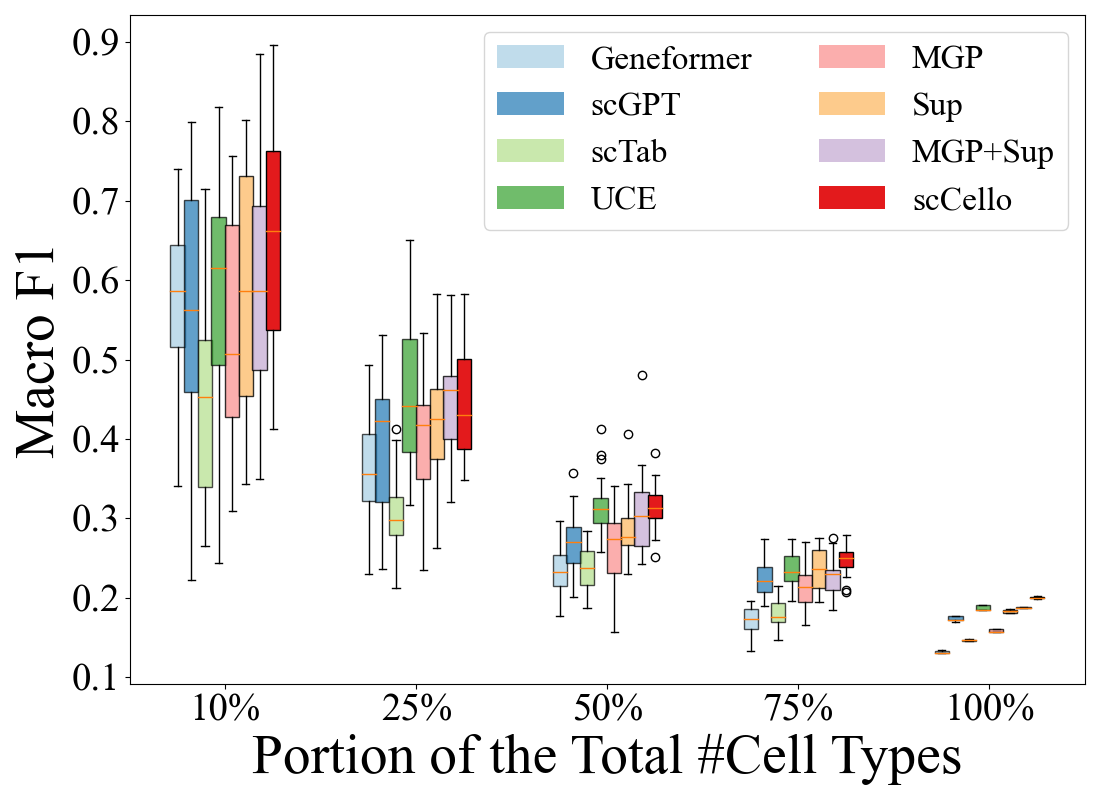 Macro F1
0.9
0.8
0.7
0.6
0.5
0.4
0.3
0.2
0.1
Geneformer
scGPT
scTab
UCE
MGP
Sup
MGP+Sup
scCello
10% 25% 50% 75% 100%
Portion of the Total #Cell Types